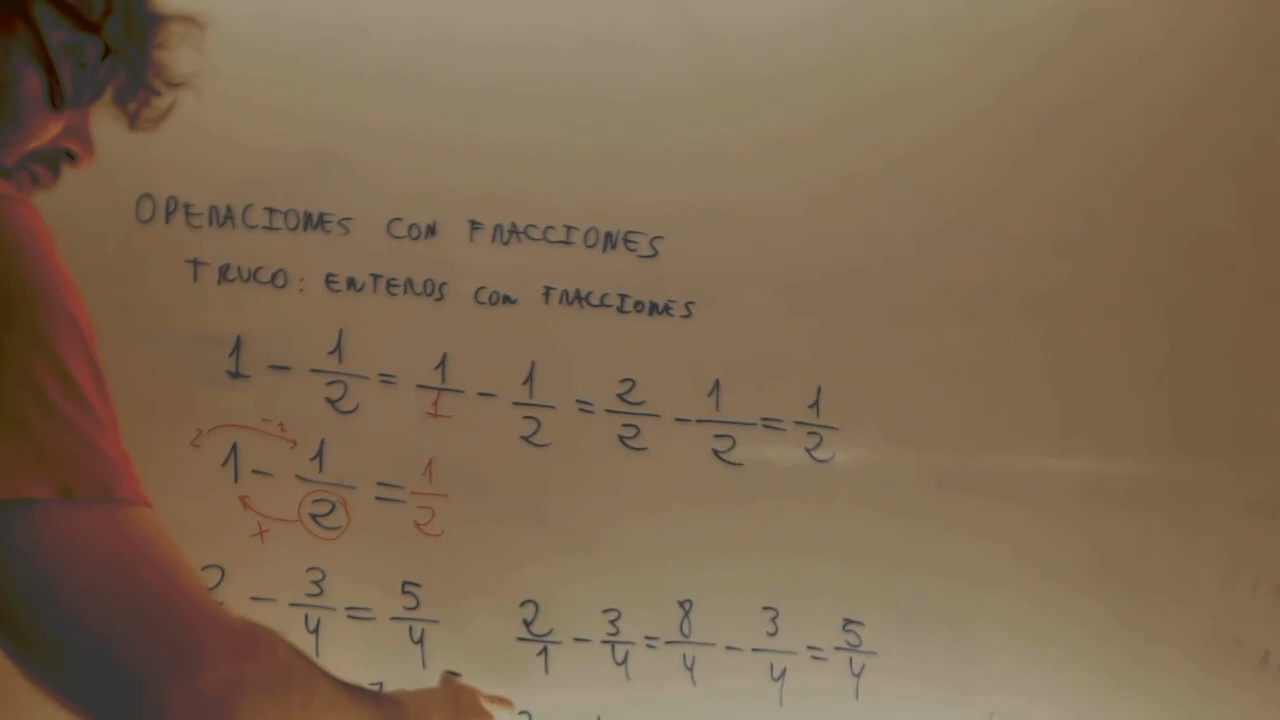 OPERACIONES CON FRACCIONES
TRUCO: ENTEROS CON FRACCIONES
1 - 1/2 = 1/1 - 1/2 = 2/2 - 1/2 = 1/2
2 -1
1 - 1/2 = 1/2
x
2 - 3/4 = 5/4
2/1 - 3/4 = 8/4 - 3/4 = 5/4